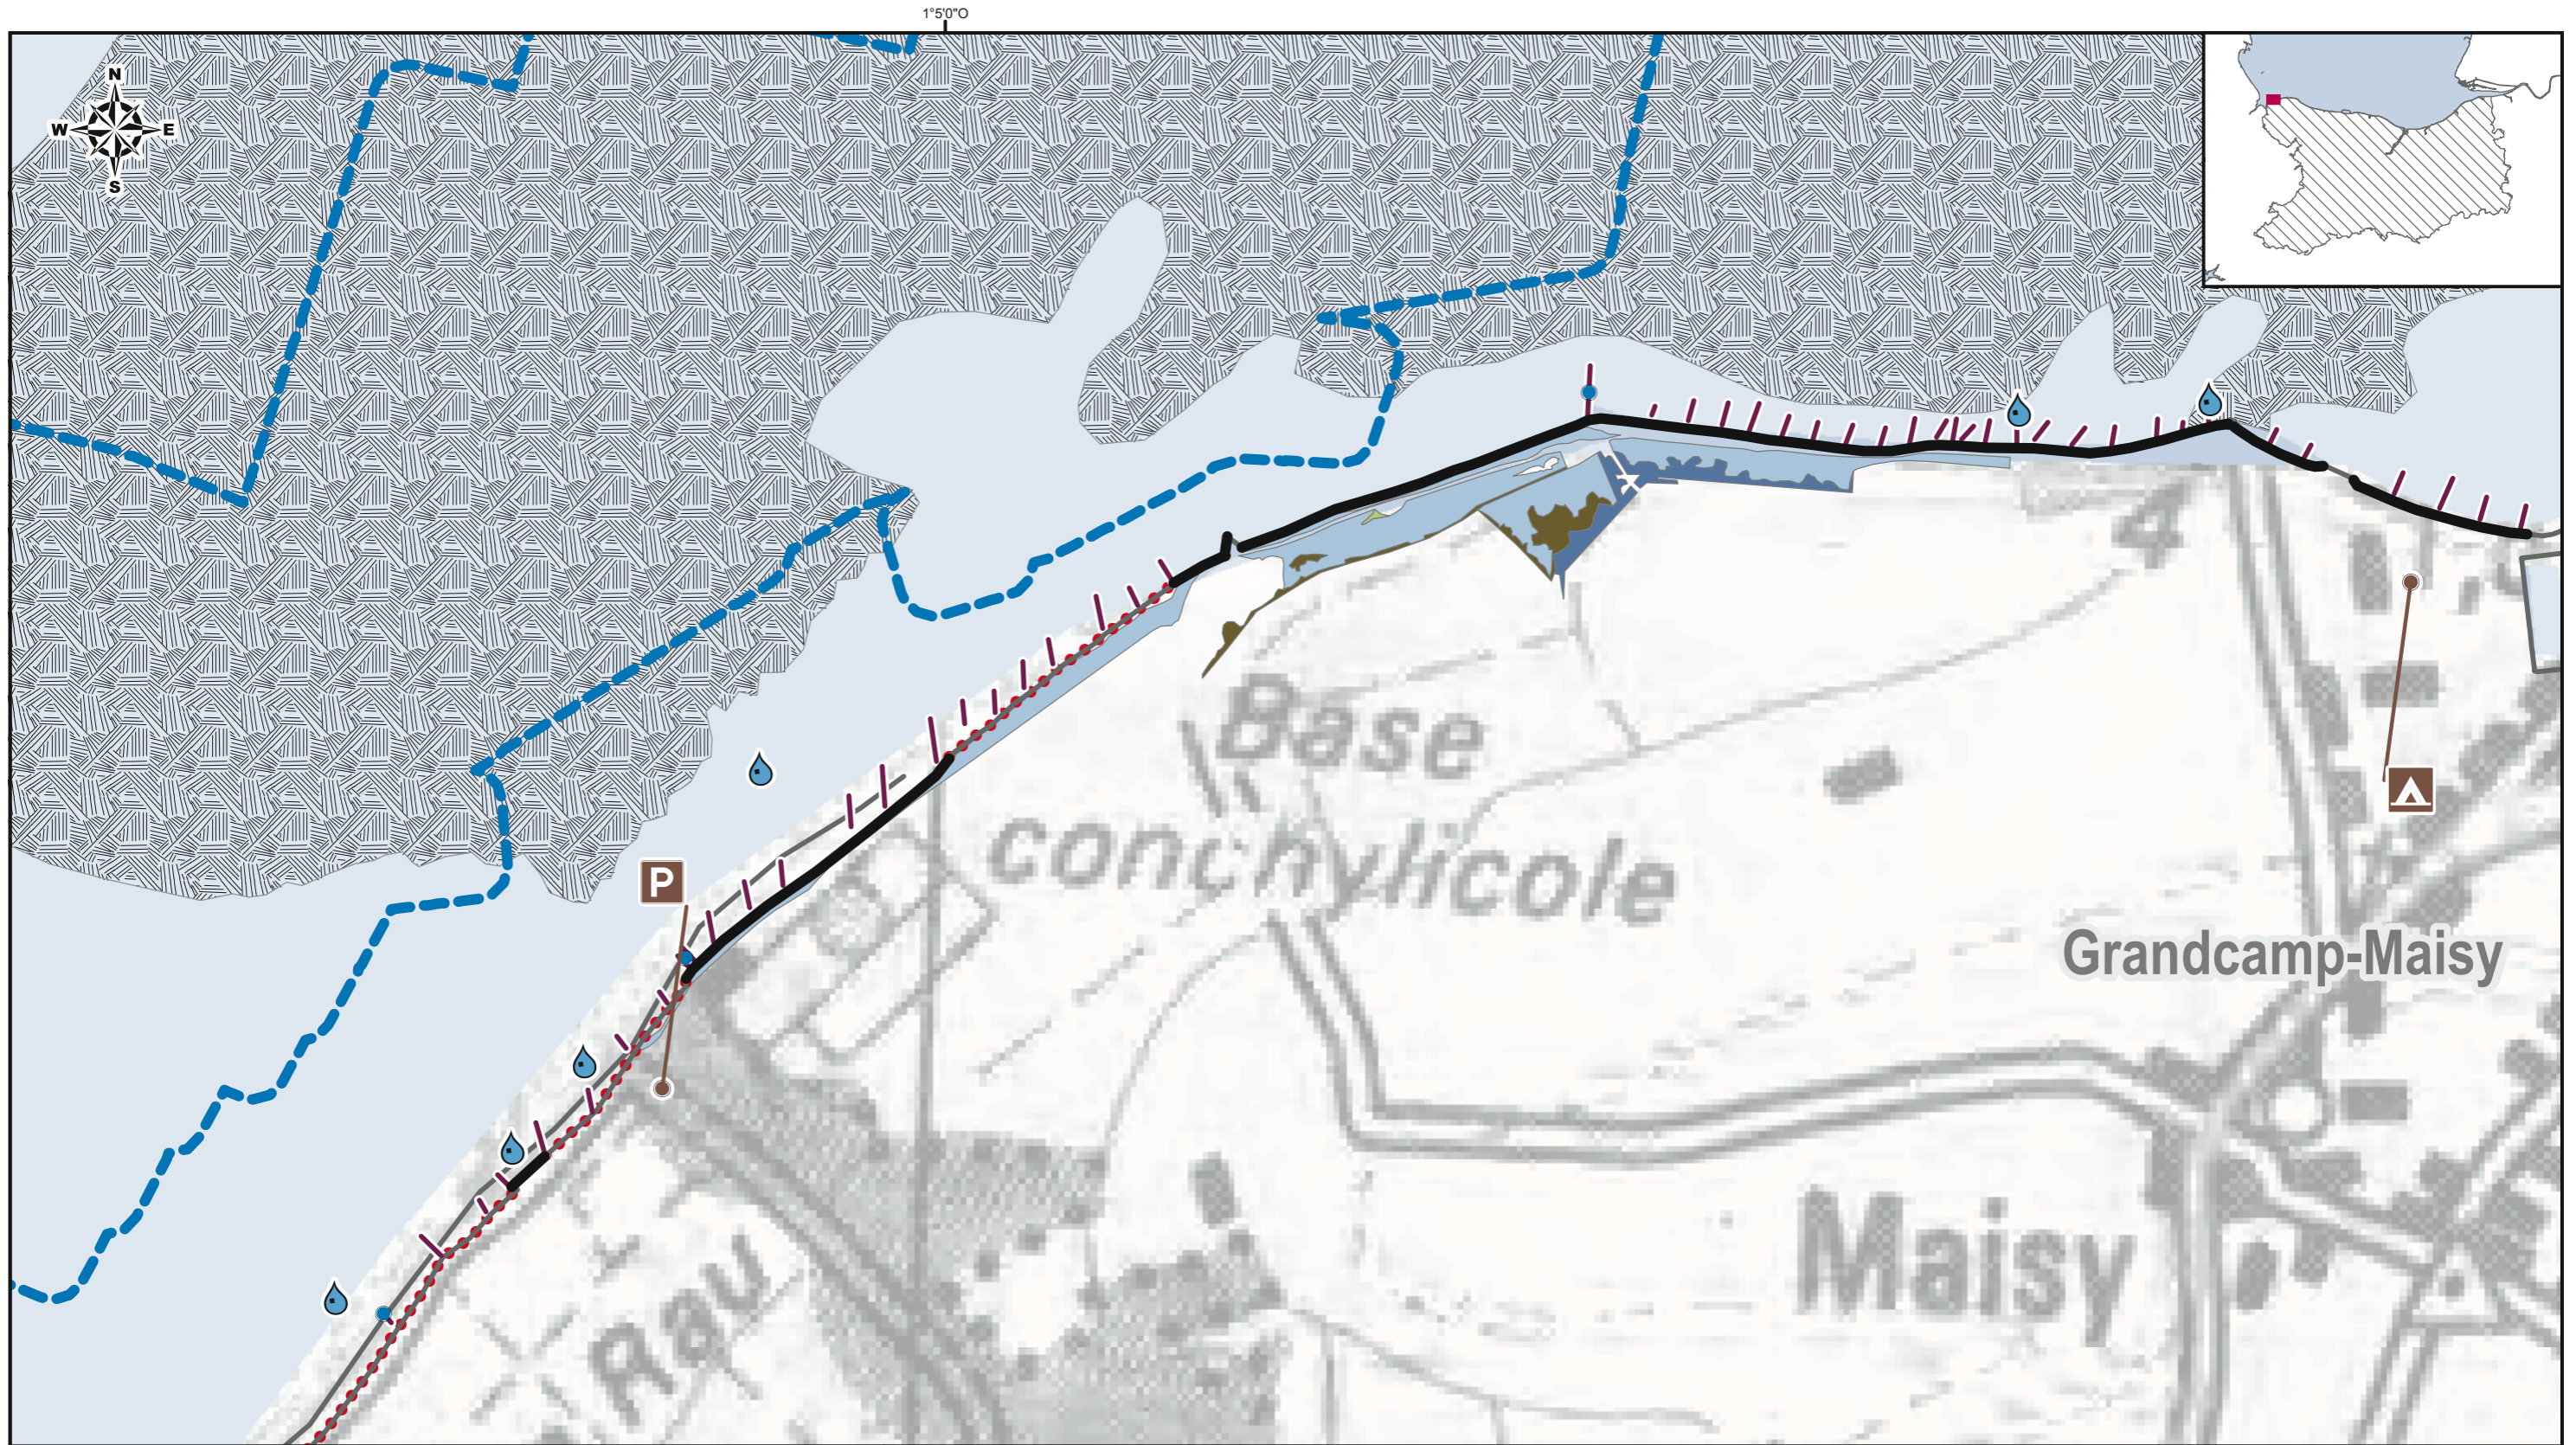 1°5'0"O
N
W E
S
4
Base
conchylicole
P
Grandcamp-Maisy
Maisy
Rau